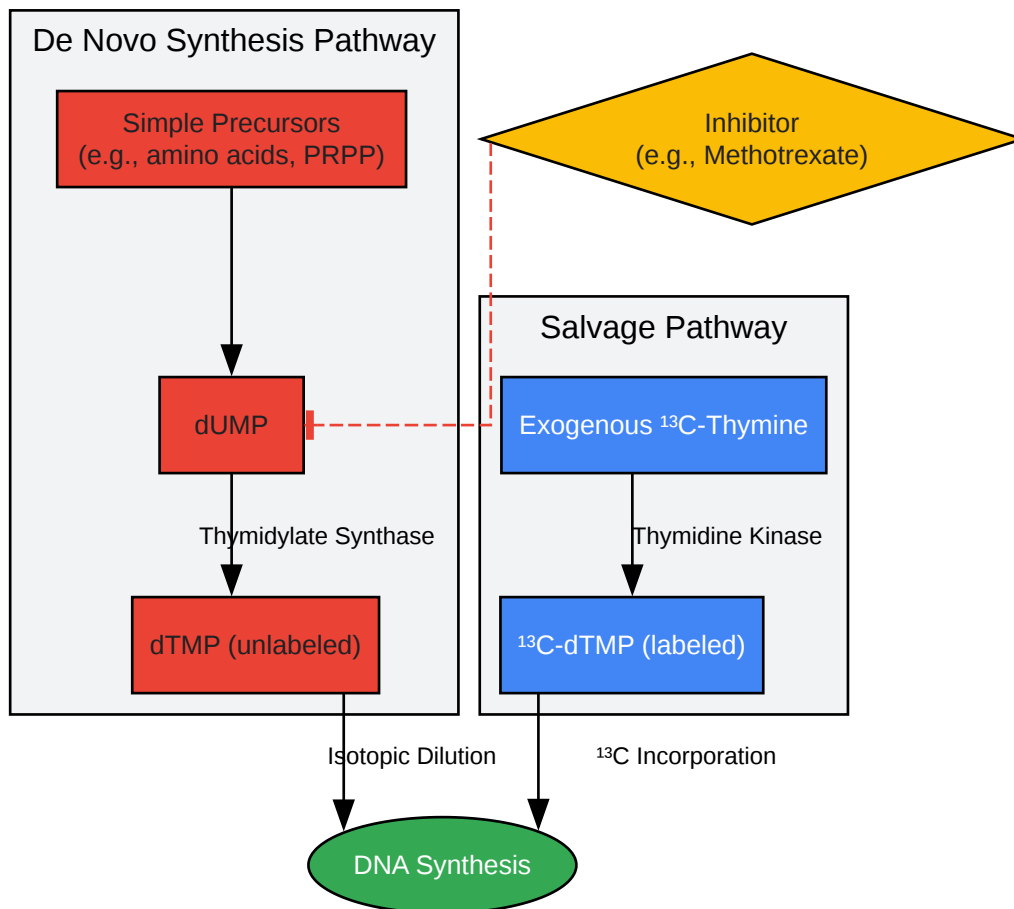 De Novo Synthesis Pathway
Simple Precursors
(e.g., amino acids, PRPP)
Inhibitor
(e.g., Methotrexate)
Salvage Pathway
dUMP
Exogenous ¹³C-Thymine
Thymidylate Synthase
Thymidine Kinase
dTMP (unlabeled)
¹³C-dTMP (labeled)
Isotopic Dilution
¹³C Incorporation
DNA Synthesis